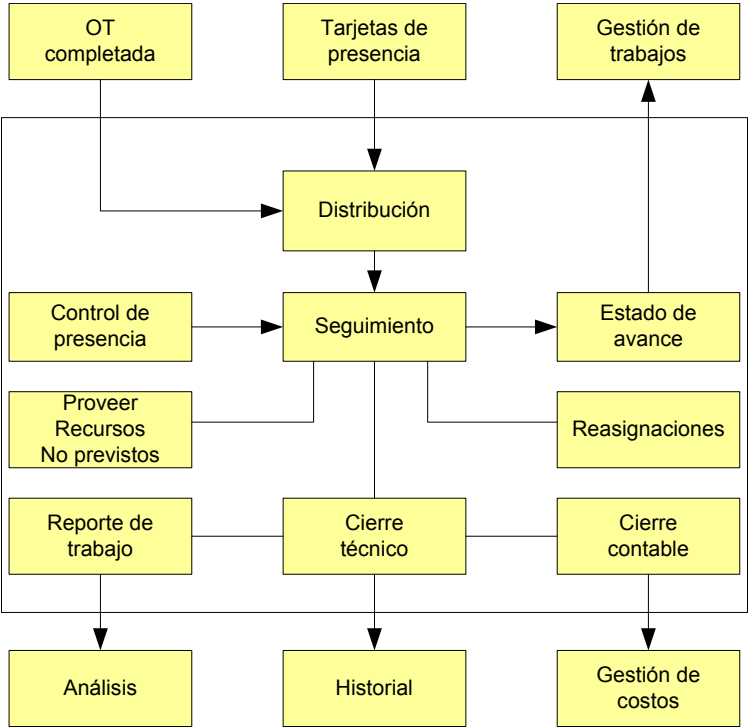 OT
completada
Tarjetas de
presencia
Gestión de
trabajos
Distribución
Control de
presencia
Seguimiento
Estado de
avance
Proveer
Recursos
No previstos
Reasignaciones
Reporte de
trabajo
Cierre
técnico
Cierre
contable
Análisis
Historial
Gestión de
costos